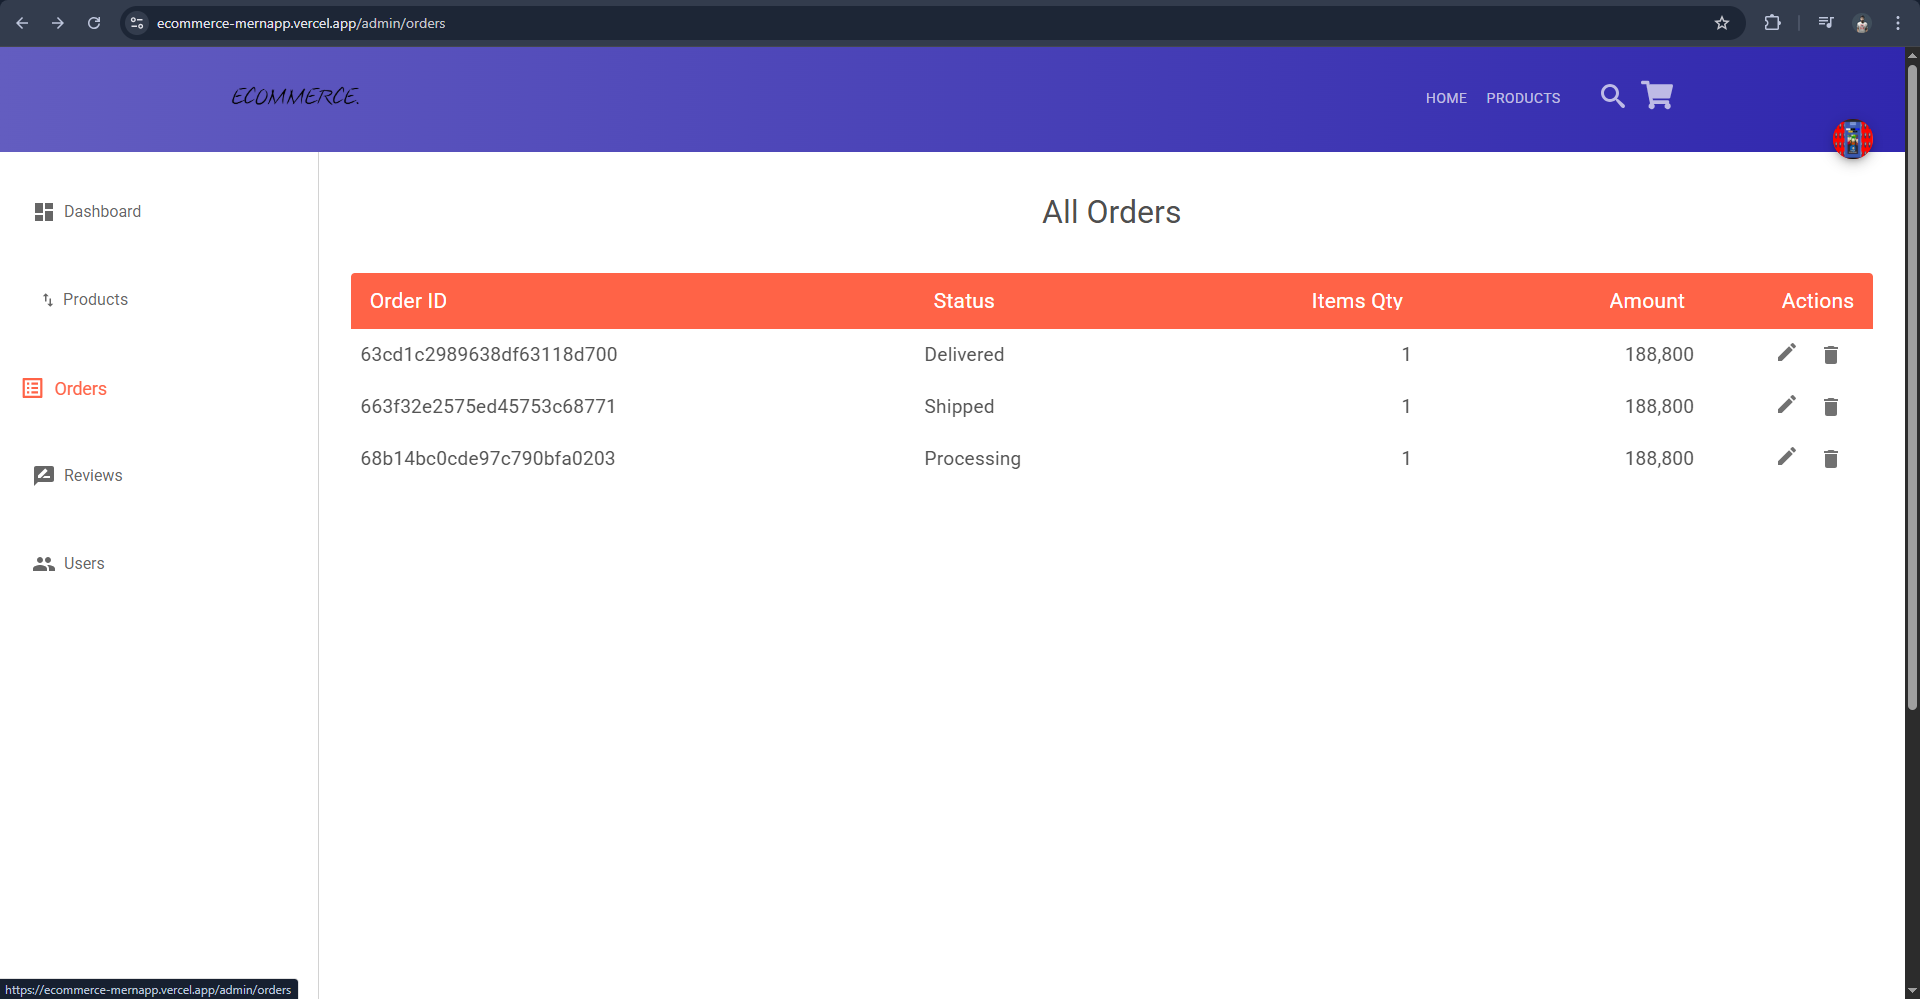 ecommerce-mernapp.vercel.app/admin/orders
ECOMMERCE.
HOME PRODUCTS
Dashboard
Products
Orders
Reviews
Users
All Orders
Order ID Status Items Qty Amount Actions
63cd1c2989638df63118d700 Delivered 1 188,800
663f32e2575ed45753c68771 Shipped 1 188,800
68b14bc0cde97c790bfa0203 Processing 1 188,800
https://ecommerce-mernapp.vercel.app/admin/orders